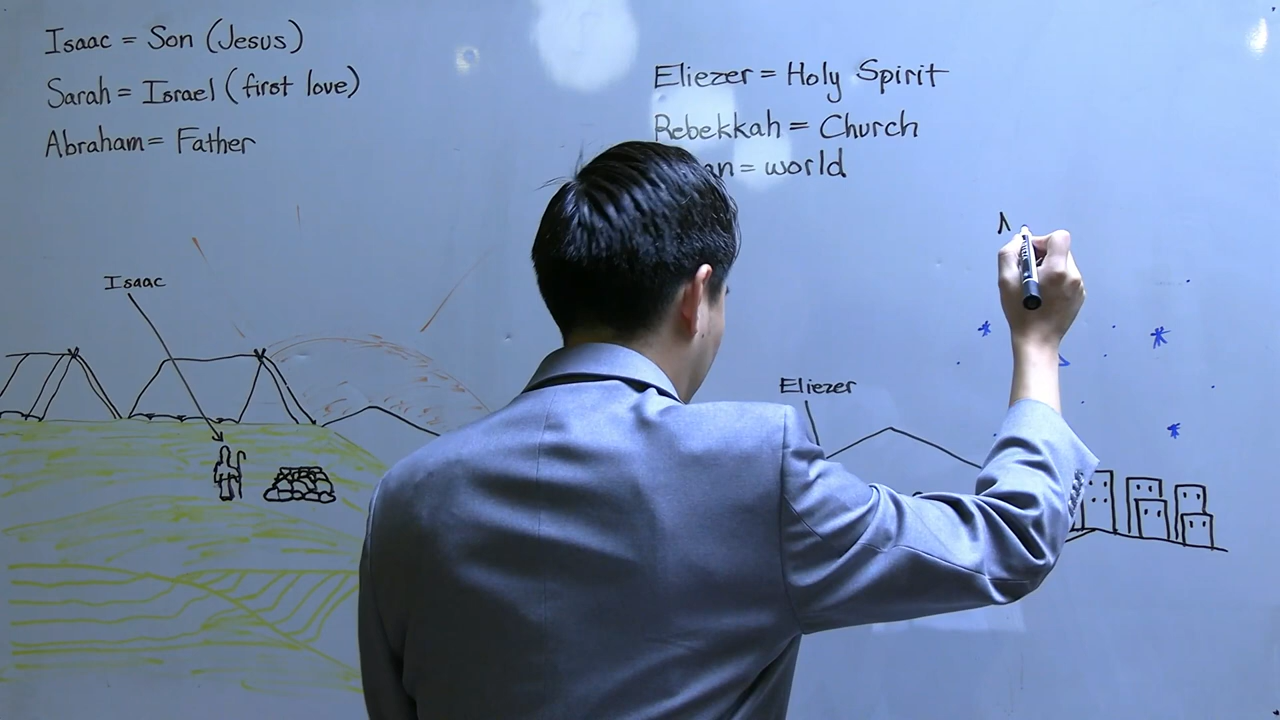 Isaac = Son (Jesus)
Sarah = Israel (first love)
Abraham = Father
Eliezer = Holy Spirit
Rebekkah = Church
= world
Isaac
Eliezer